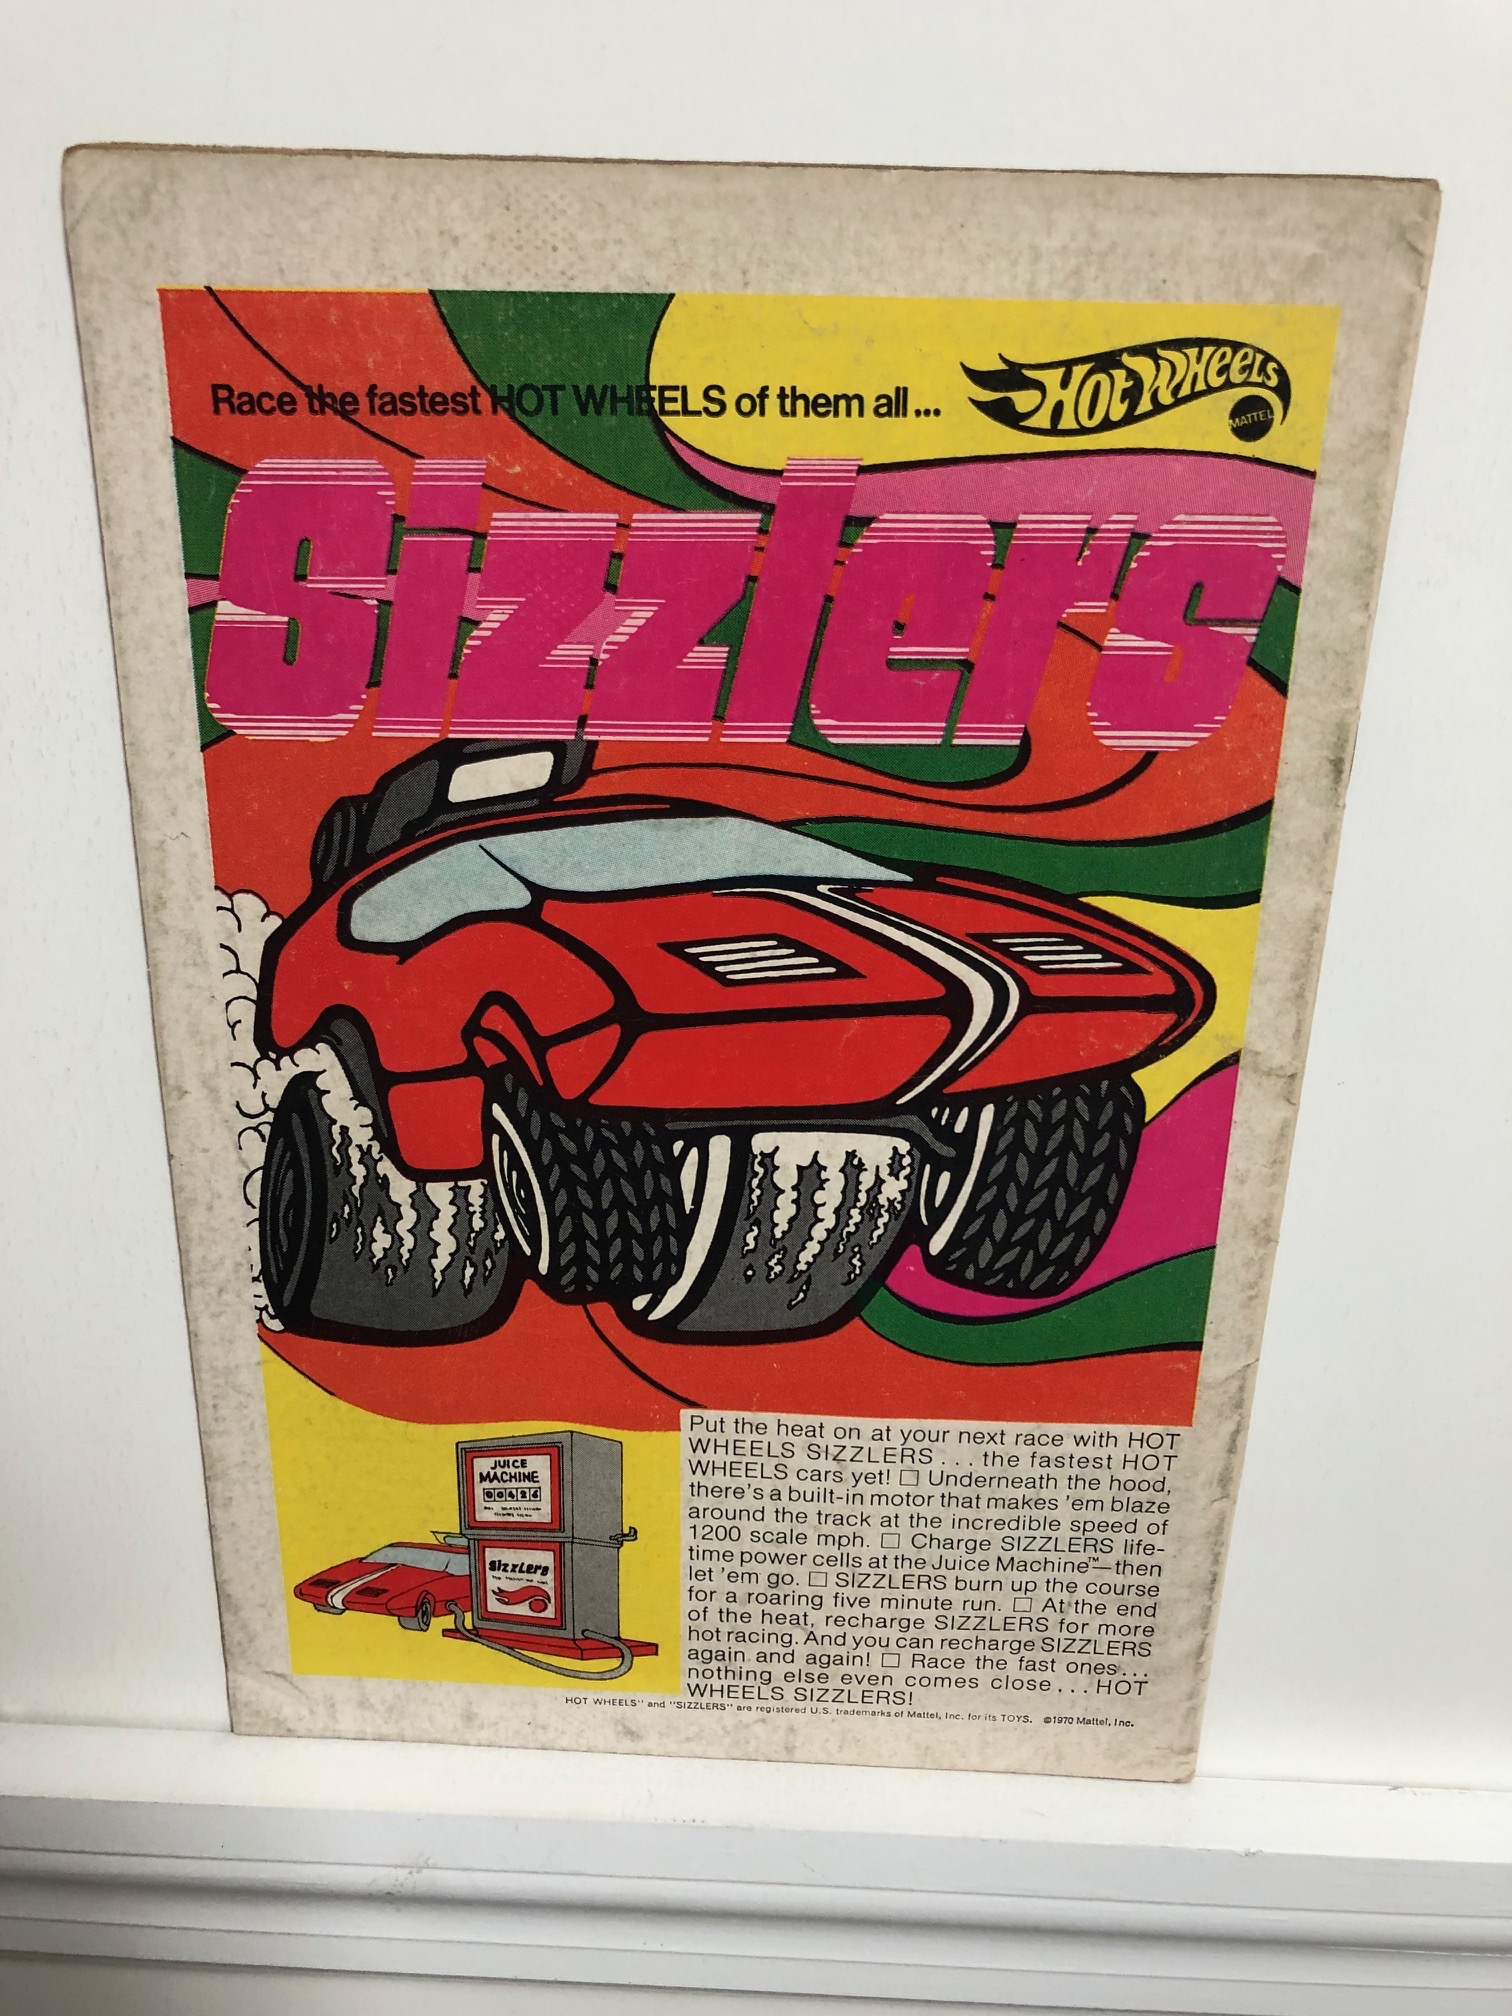 Race the fastest HOT WHEELS of them all...
Hot Wheels
MATTEL
Sizzlers
JUICE
MACHINE
00426
Sizzlers
Put the heat on at your next race with HOT
WHEELS SIZZLERS... the fastest HOT
WHEELS cars yet! □ Underneath the hood,
there's a built-in motor that makes 'em blaze
around the track at the incredible speed of
1200 scale mph. □ Charge SIZZLERS life-
time power cells at the Juice Machine™—then
let 'em go. □ SIZZLERS burn up the course
for a roaring five minute run. □ At the end
of the heat, recharge SIZZLERS for more
hot racing. And you can recharge SIZZLERS
again and again! □ Race the fast ones...
nothing else even comes close... HOT
WHEELS SIZZLERS!
HOT WHEELS" and "SIZZLERS" are registered U.S. trademarks of Mattel, Inc. for its TOYS. ©1970 Mattel, Inc.